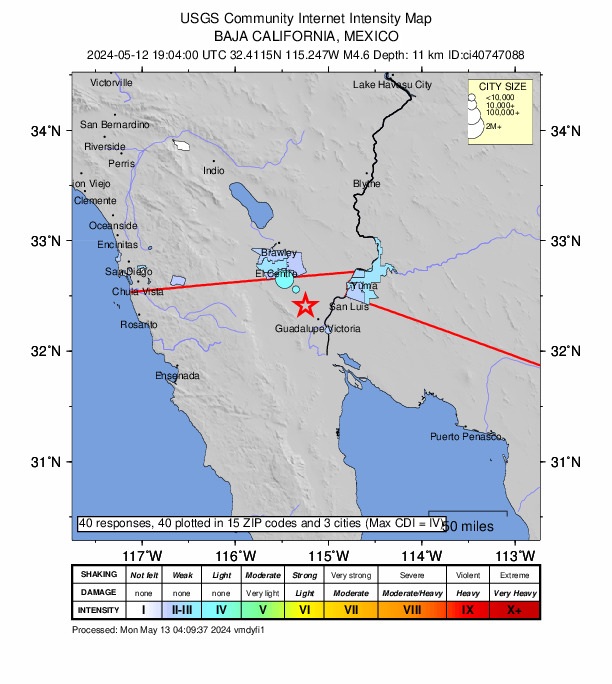 USGS Community Internet Intensity Map
BAJA CALIFORNIA, MEXICO
2024-05-12 19:04:00 UTC 32.4115N 115.247W M4.6 Depth: 11 km ID:ci40747088
Victorville
Lake Havasu City
CITY SIZE
<10,000
10,000+
100,000+
2M+
San Bernardino
34°N
34°N
Riverside
Perris
Indio
ion Viejo
Blythe
Clemente
Oceanside
33°N
33°N
Encinitas
Brawley
San Diego
El Centro
Chula Vista
Yuma
San Luis
Rosarito
Guadalupe Victoria
32°N
32°N
Ensenada
Puerto Penasco
31°N
31°N
40 responses, 40 plotted in 15 ZIP codes and 3 cities (Max CDI = IV)
50 miles
117°W 116°W 115°W 114°W 113°W
SHAKING Not felt Weak Light Moderate Strong Very strong Severe Violent Extreme
DAMAGE none none none Very light Light Moderate Moderate/Heavy Heavy Very Heavy
INTENSITY I II-III IV V VI VII VIII IX X+
Processed: Mon May 13 04:09:37 2024 vmdyfi1